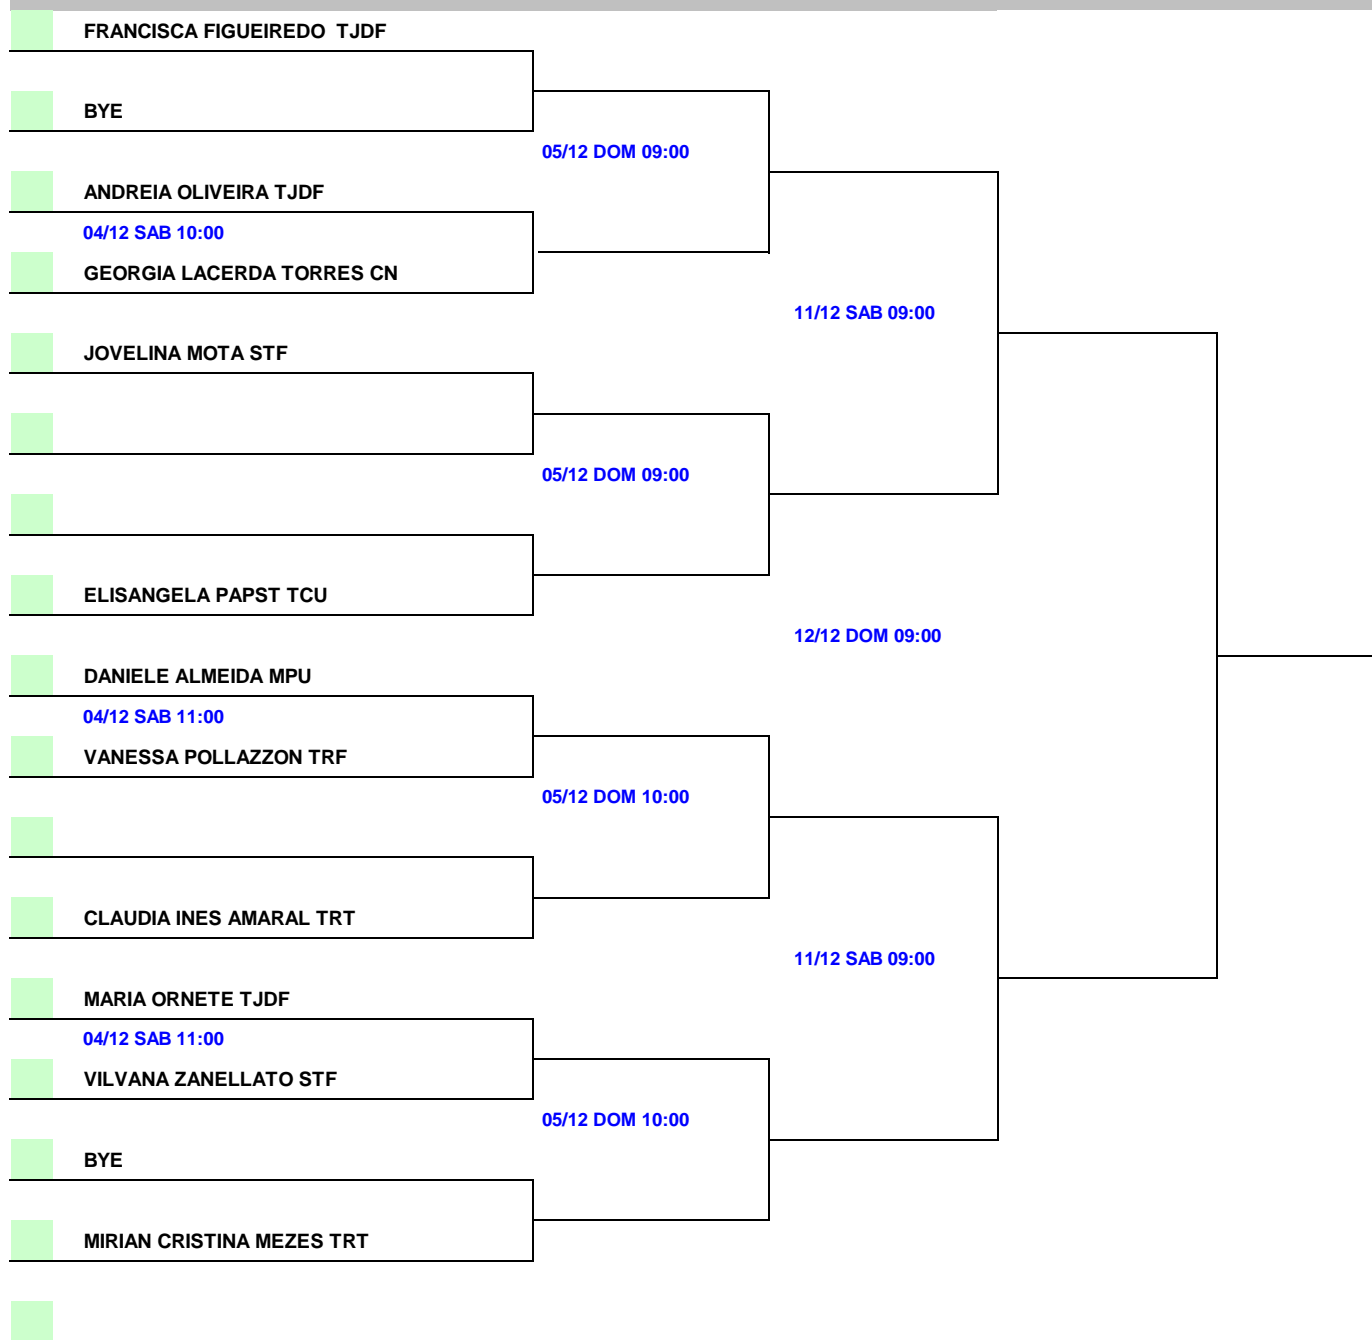 FRANCISCA FIGUEIREDO TJDF
BYE
05/12 DOM 09:00
ANDREIA OLIVEIRA TJDF
04/12 SAB 10:00
GEORGIA LACERDA TORRES CN
11/12 SAB 09:00
JOVELINA MOTA STF
05/12 DOM 09:00
ELISANGELA PAPST TCU
12/12 DOM 09:00
DANIELE ALMEIDA MPU
04/12 SAB 11:00
VANESSA POLLAZZON TRF
05/12 DOM 10:00
CLAUDIA INES AMARAL TRT
11/12 SAB 09:00
MARIA ORNETE TJDF
04/12 SAB 11:00
VILVANA ZANELLATO STF
05/12 DOM 10:00
BYE
MIRIAN CRISTINA MEZES TRT